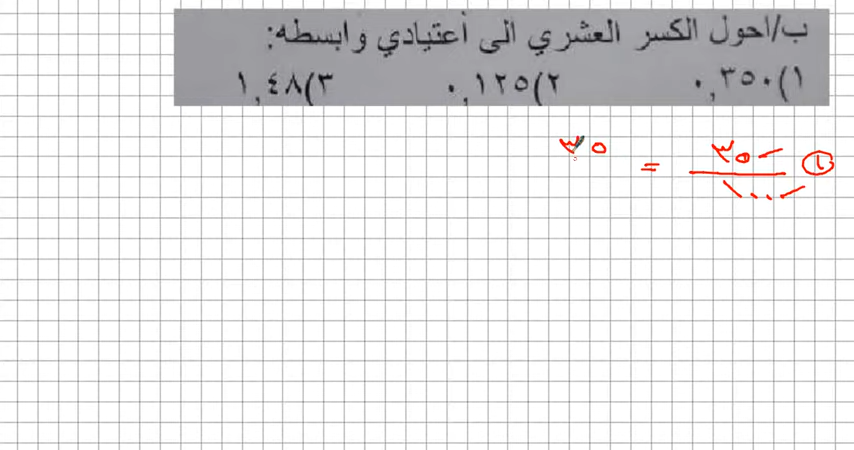 ب/احول الكسر العشري الى أعتيادي وابسطه:
١)٠,٣٥٠ ٢)٠,١٢٥ ٣)١,٤٨
① ٣٥٠ = ٣٥
١٠٠٠